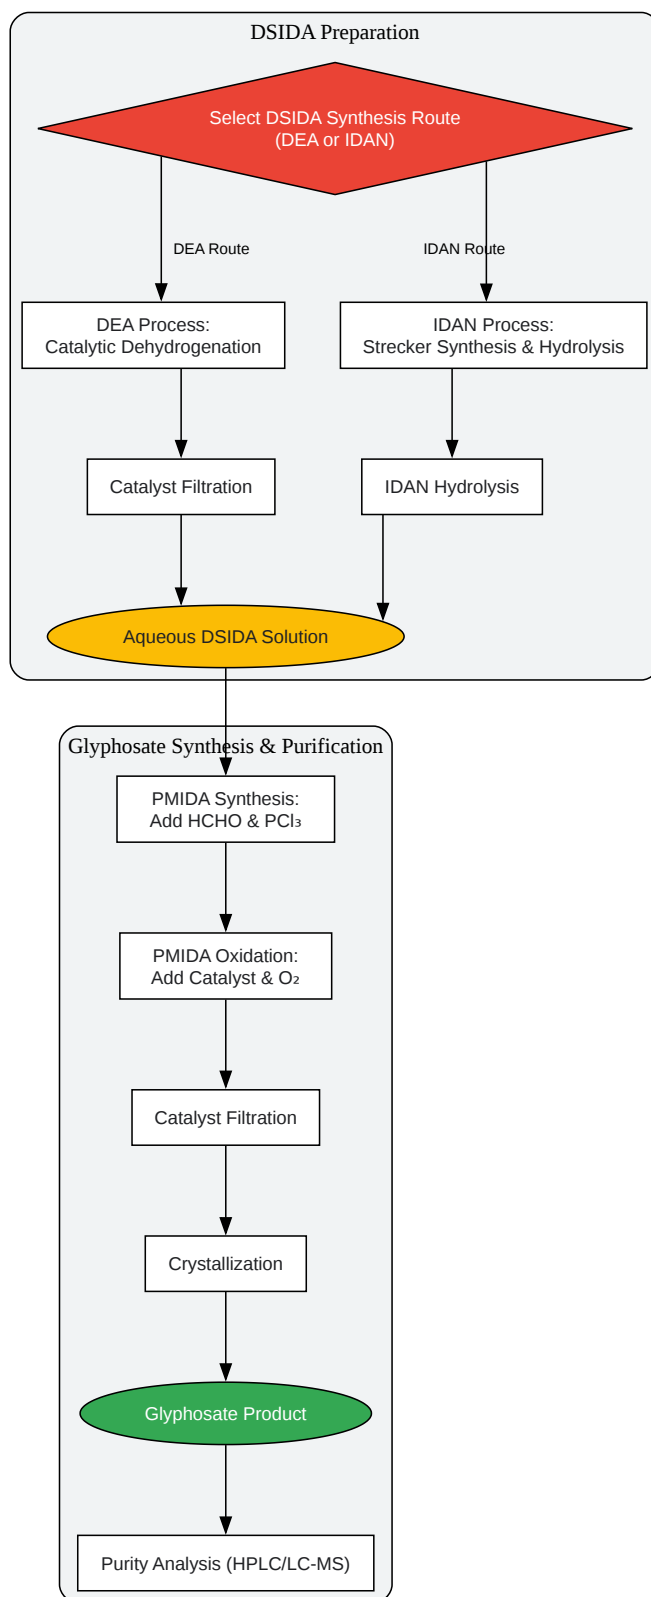 DSIDA Preparation
Select DSIDA Synthesis Route
(DEA or IDAN)
DEA Route
IDAN Route
DEA Process:
Catalytic Dehydrogenation
IDAN Process:
Strecker Synthesis & Hydrolysis
Catalyst Filtration
IDAN Hydrolysis
Aqueous DSIDA Solution
Glyphosate Synthesis & Purification
PMIDA Synthesis:
Add HCHO & PCl₃
PMIDA Oxidation:
Add Catalyst & O₂
Catalyst Filtration
Crystallization
Glyphosate Product
Purity Analysis (HPLC/LC-MS)